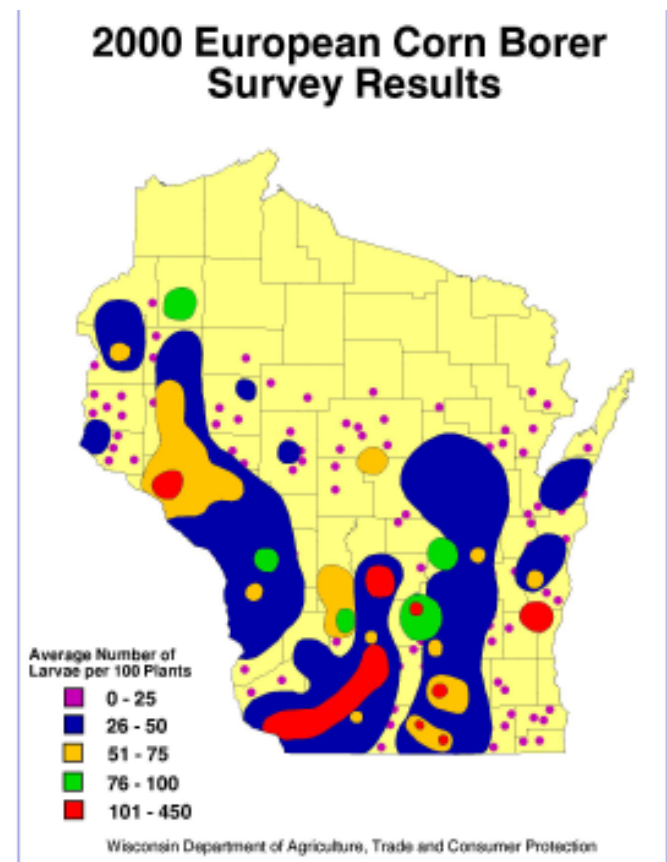 2000 European Corn Borer
Survey Results
Average Number of
Larvae per 100 Plants
0 - 25
26 - 50
51 - 75
76 - 100
101 - 450
Wisconsin Department of Agriculture, Trade and Consumer Protection